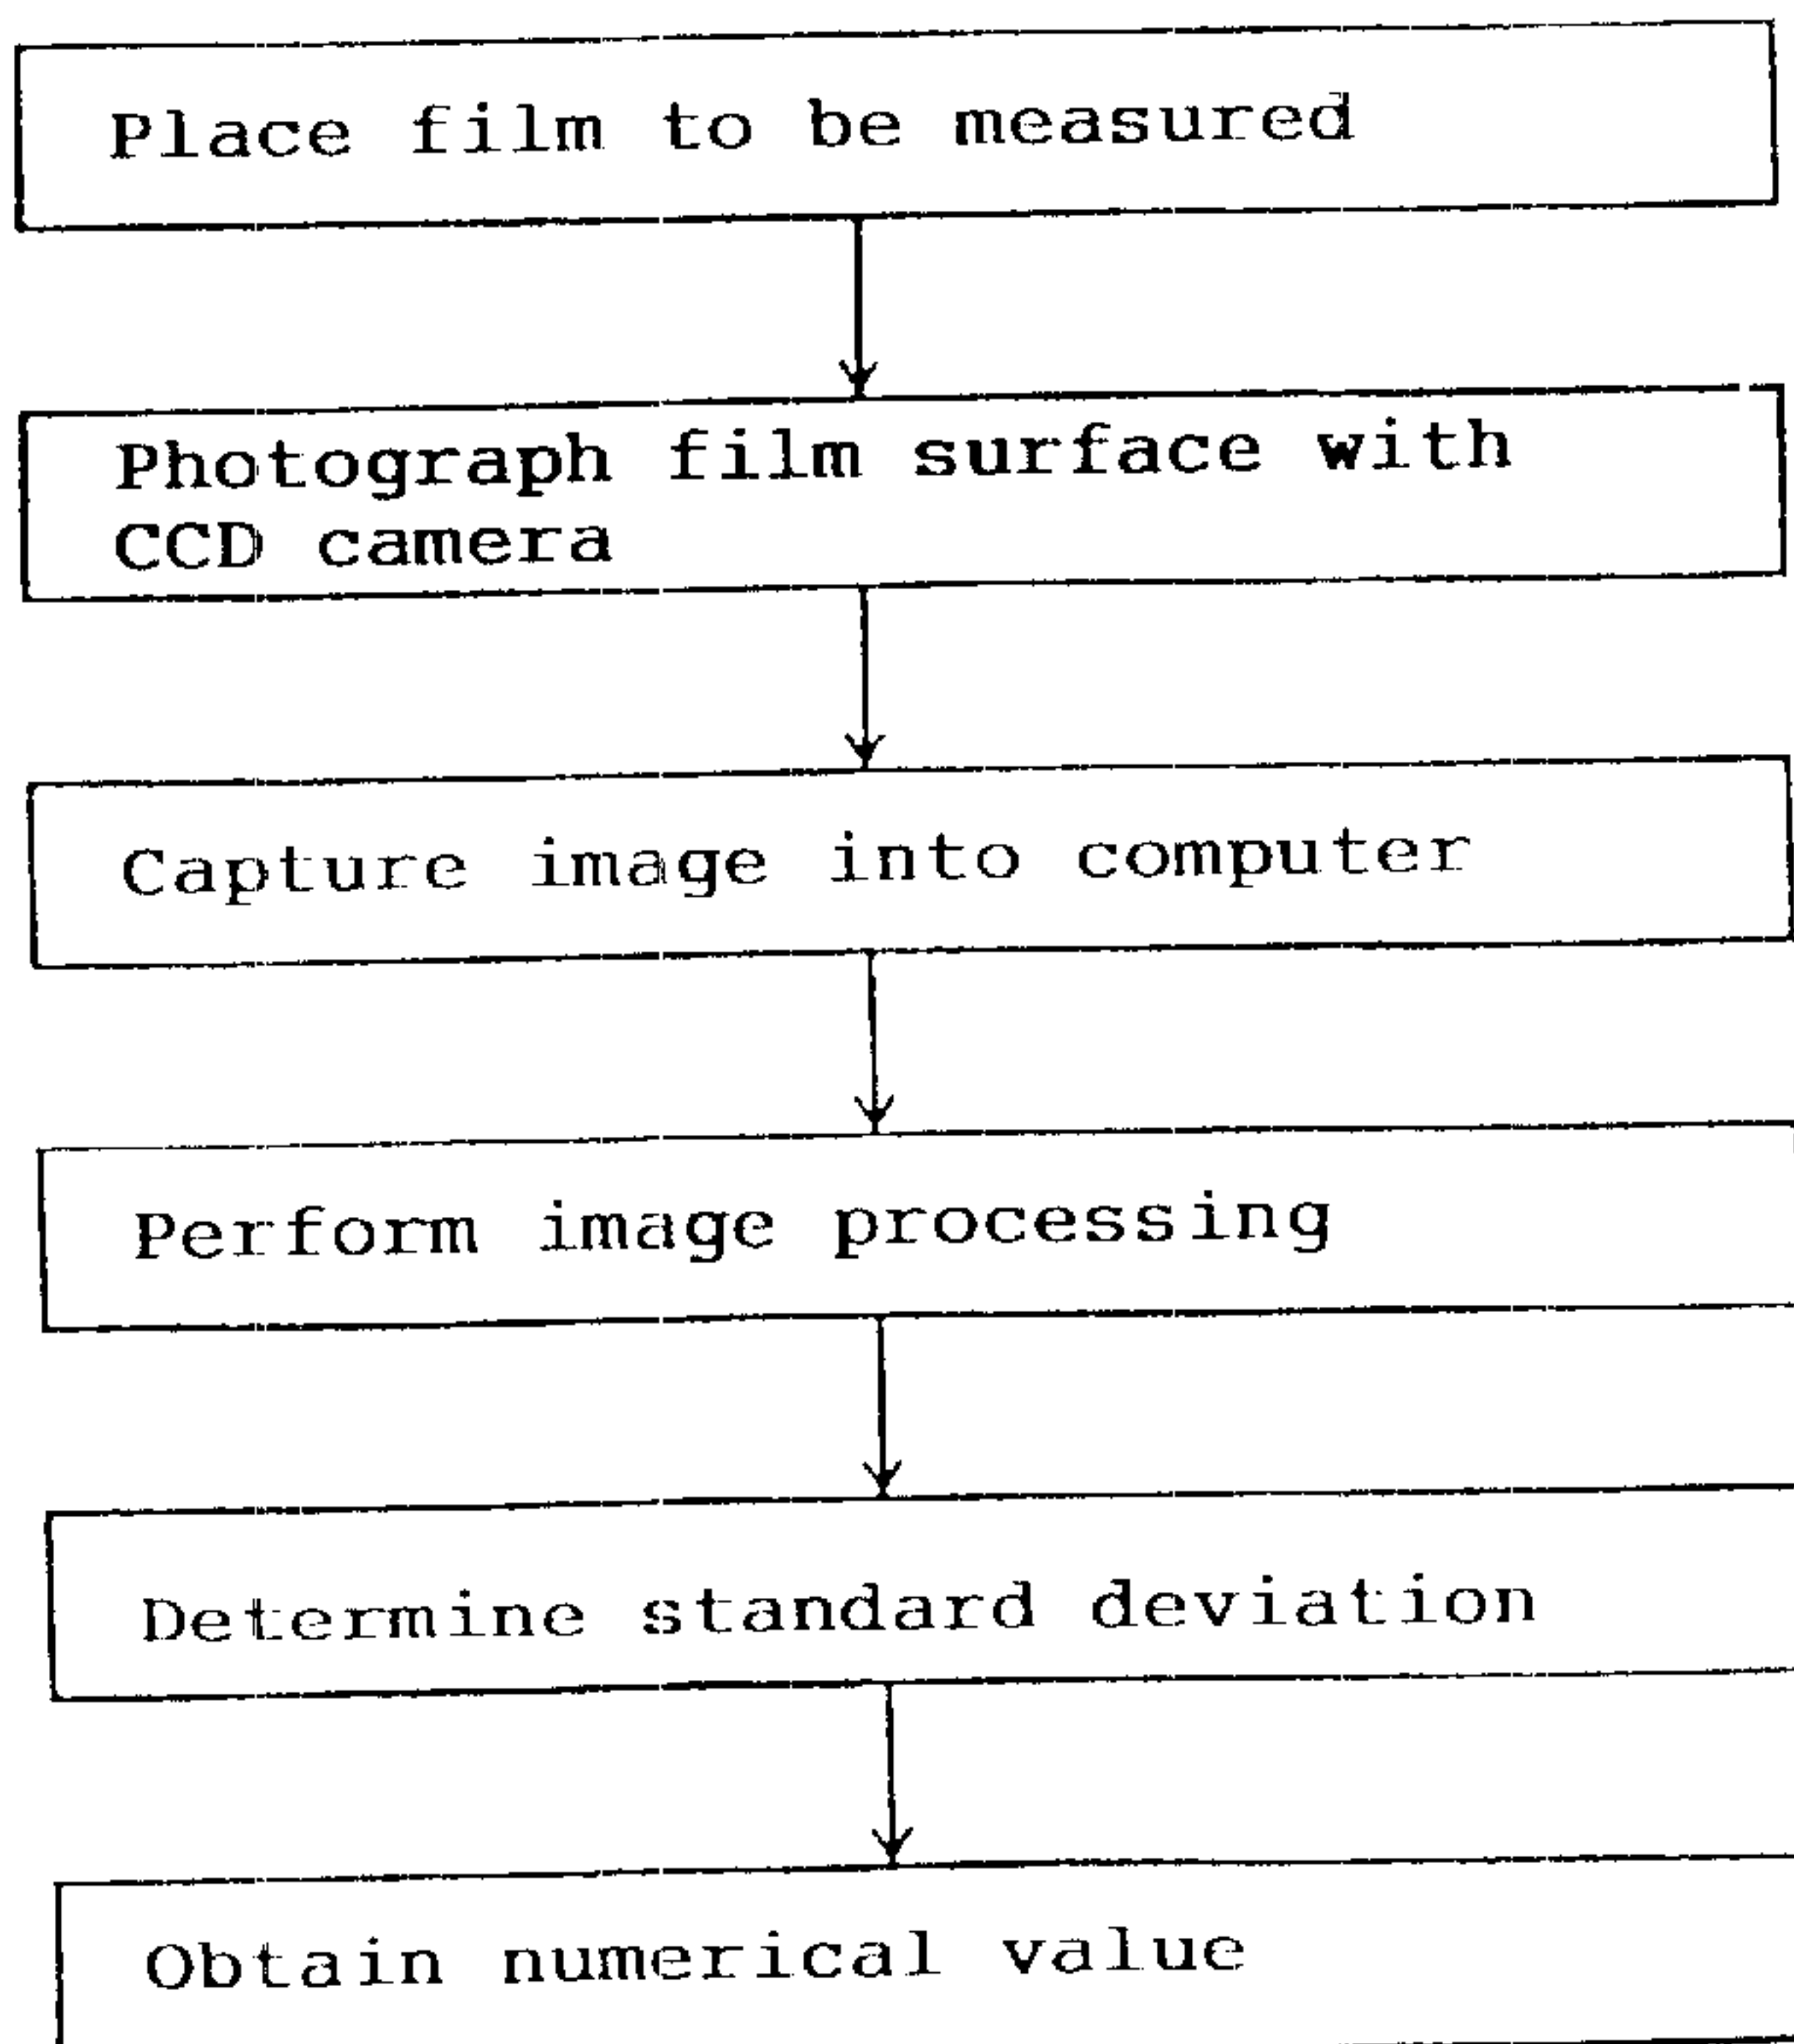 Place film to be measured
Photograph film surface with
CCD camera
Capture image into computer
Perform image processing
Determine standard deviation
Obtain numerical value